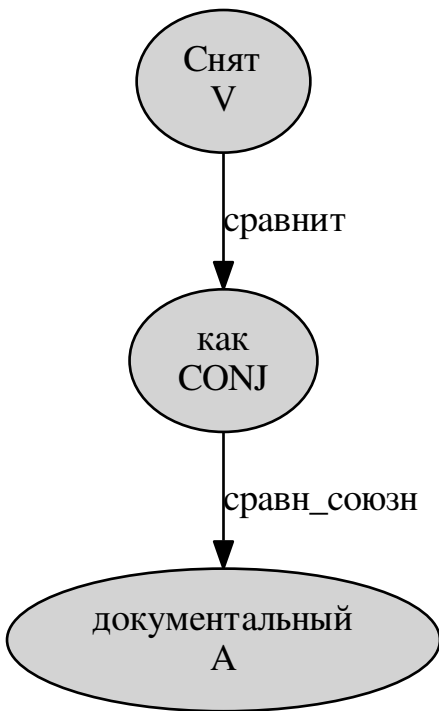 Снят
V
сравнит
как
CONJ
сравн_союзн
документальный
A